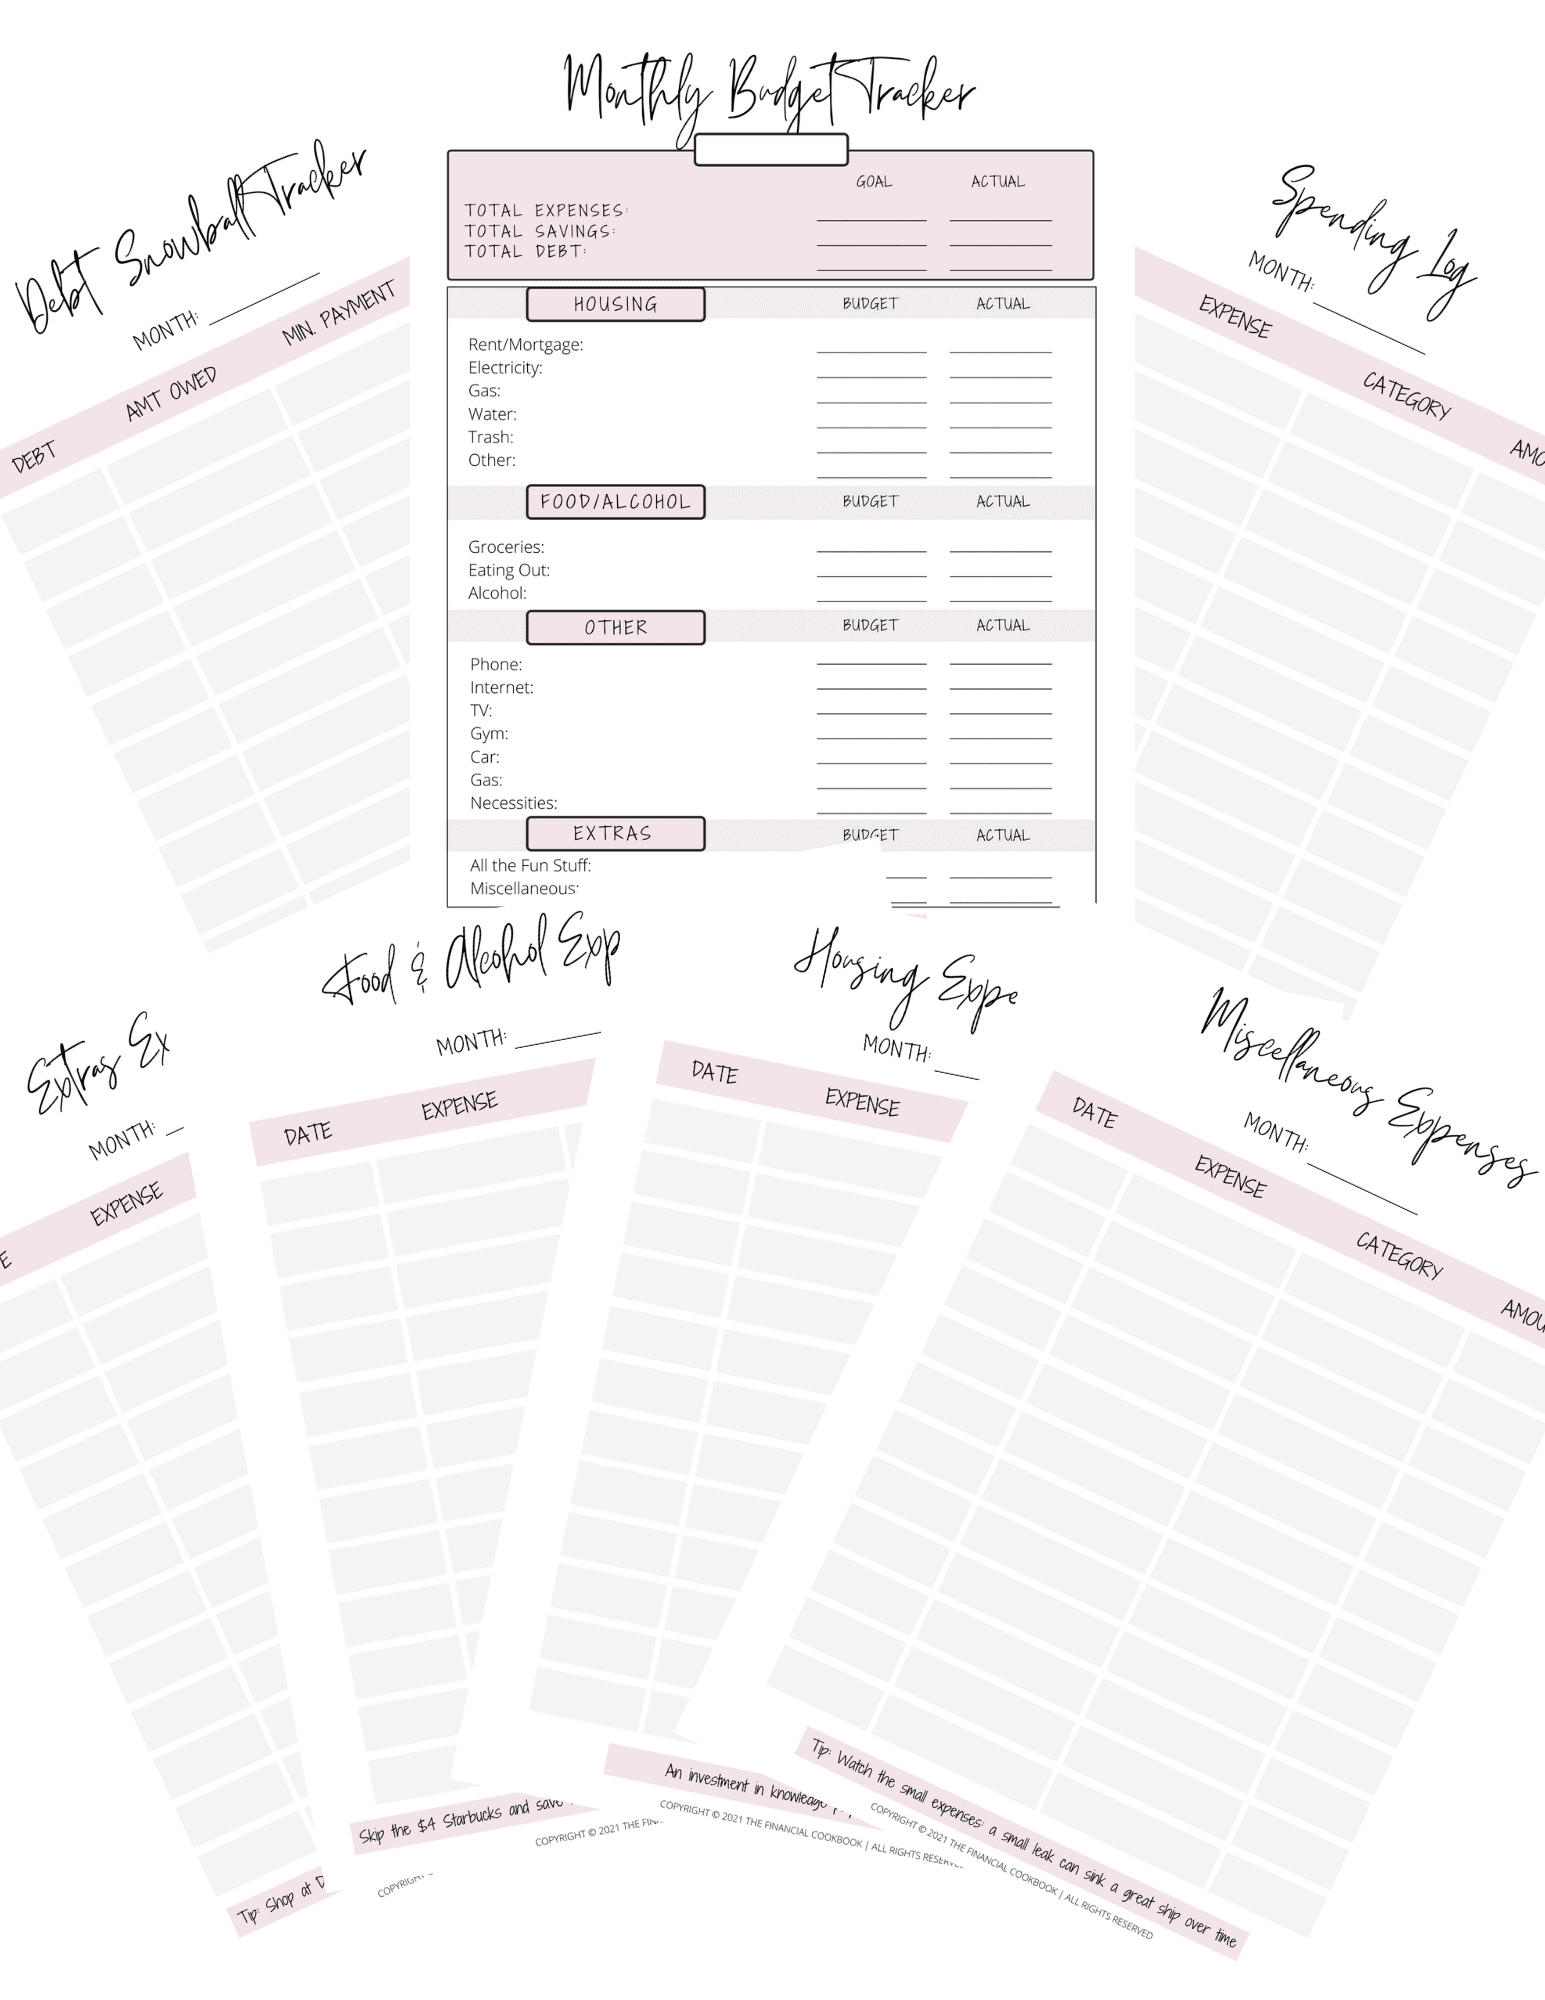 Monthly Budget Tracker
GOAL ACTUAL
TOTAL EXPENSES:
TOTAL SAVINGS:
TOTAL DEBT:
HOUSING BUDGET ACTUAL
Rent/Mortgage:
Electricity:
Gas:
Water:
Trash:
Other:
FOOD/ALCOHOL BUDGET ACTUAL
Groceries:
Eating Out:
Alcohol:
OTHER BUDGET ACTUAL
Phone:
Internet:
TV:
Gym:
Car:
Gas:
Necessities:
EXTRAS BUDGET ACTUAL
All the Fun Stuff:
Miscellaneous:
Debt Snowball Tracker
MONTH:
DEBT AMT OWED MIN. PAYMENT
Spending Log
MONTH:
EXPENSE CATEGORY AMO
Extras Ex
MONTH:
E EXPENSE
Tip: Shop at
Food & Alcohol Exp
MONTH:
DATE EXPENSE
Skip the $4 Starbucks and save
COPYRIGHT
COPYRIGHT © 2021 THE FIN
Housing Expe
MONTH:
DATE EXPENSE
An investment in knowledge
COPYRIGHT © 2021 THE FINANCIAL COOKBOOK | ALL RIGHTS RESERV
Miscellaneous Expenses
MONTH:
DATE EXPENSE CATEGORY AMOU
Tip: Watch the small expenses: a small leak can sink a great ship over time
COPYRIGHT © 2021 THE FINANCIAL COOKBOOK | ALL RIGHTS RESERVED